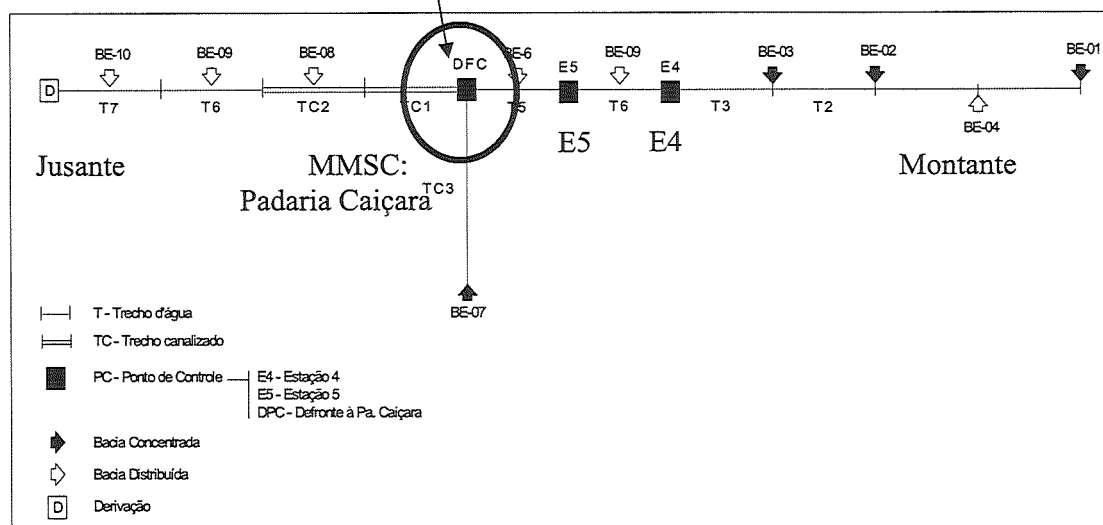 BE-10 BE-09 BE-08 DFC BE-6 E5 BE-09 E4 BE-03 BE-02 BE-01
D
T7 T6 TC2 TC1 T5 T6 T3 T2
BE-04
E5 E4
Jusante MMSC: Montante
Padaria Caiçara TC3
BE-07
T - Trecho d'água
TC - Trecho canalizado
PC - Ponto de Controle
E4 - Estação 4
E5 - Estação 5
DPC - Defronte à Pa. Caiçara
Bacia Concentrada
Bacia Distribuída
D Derivação